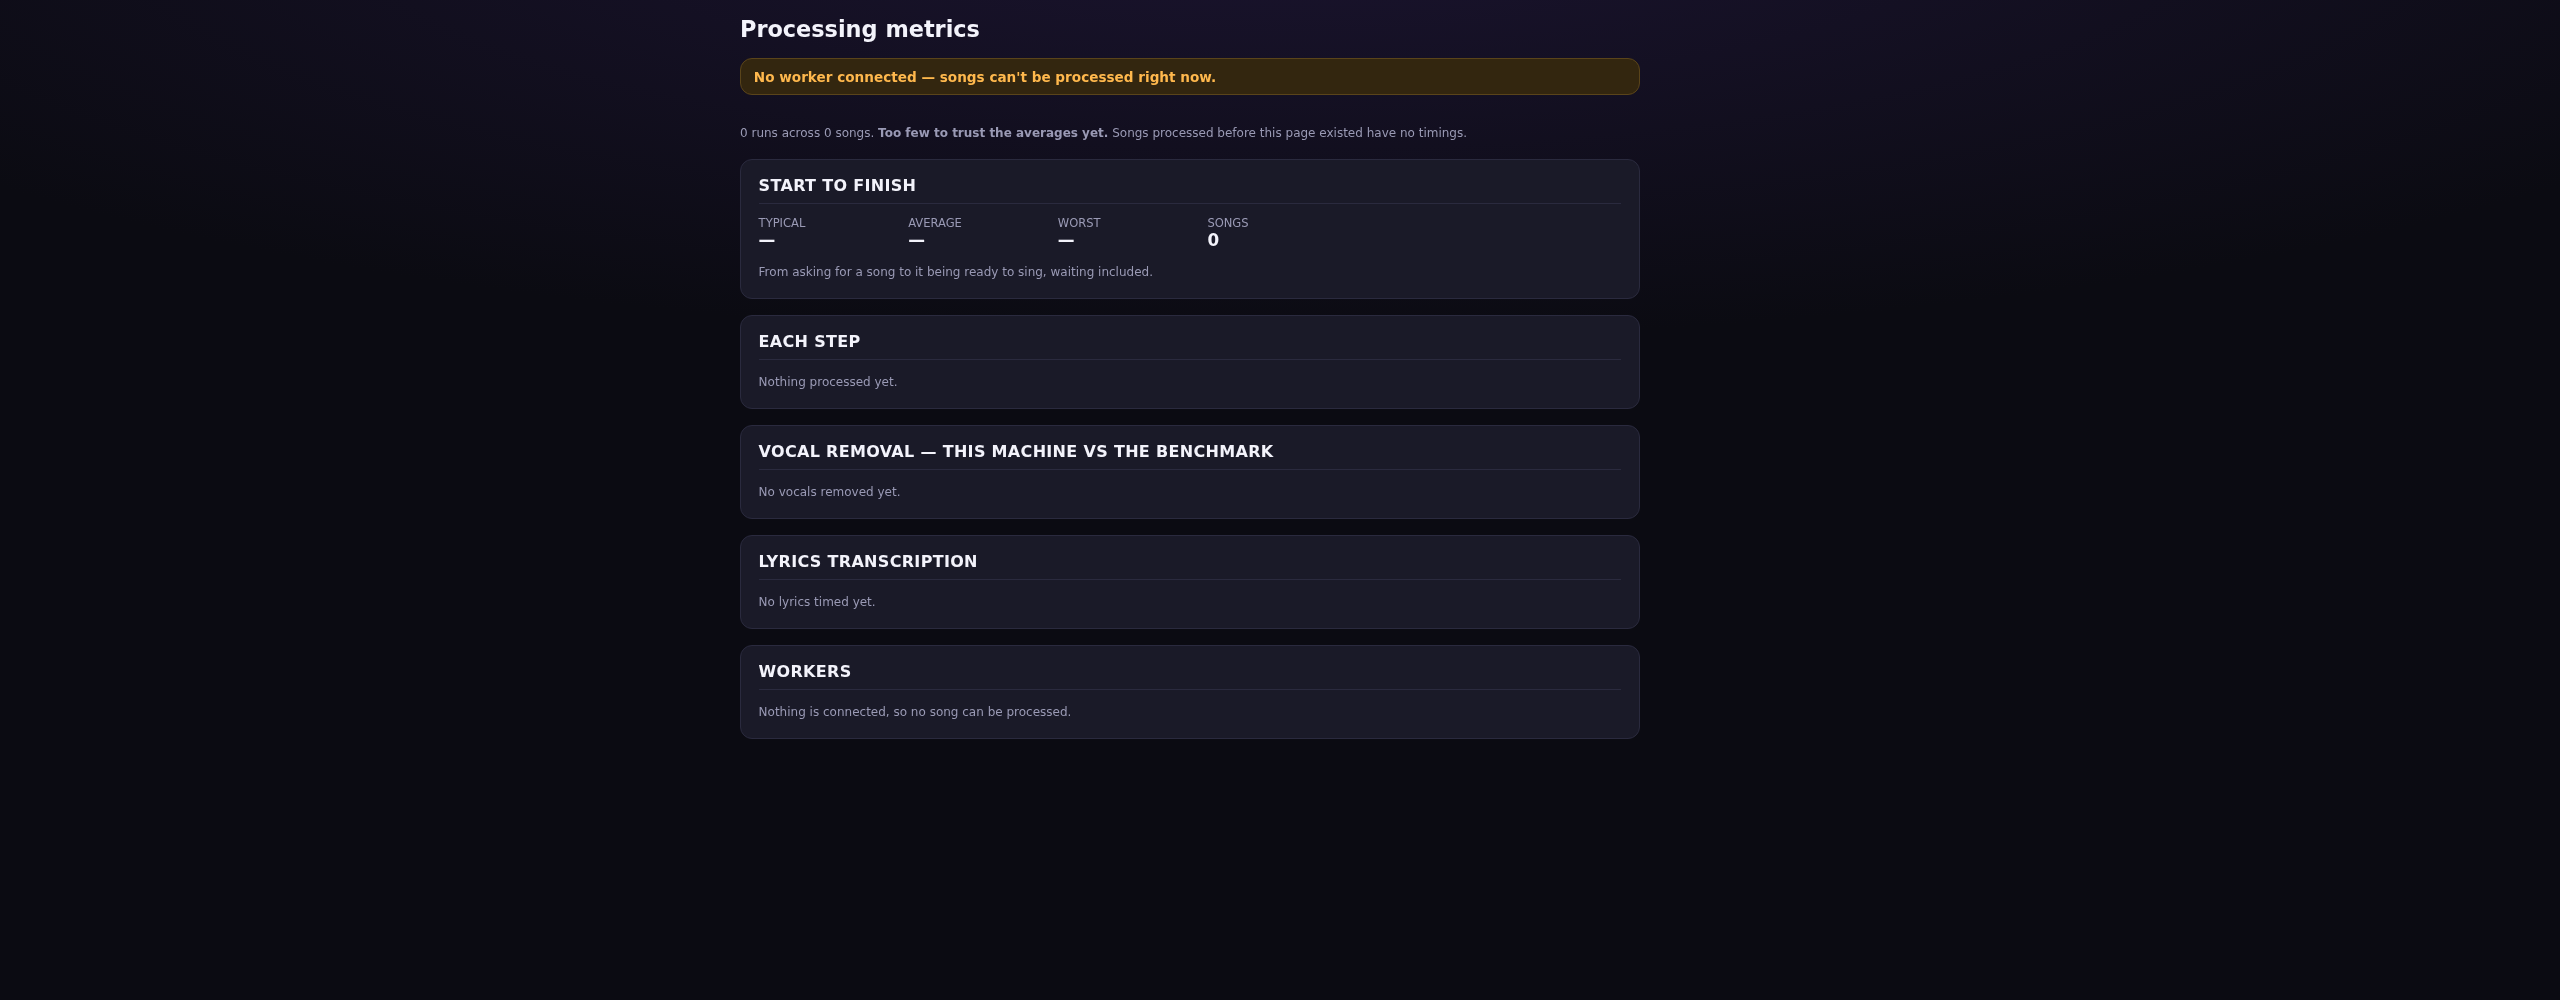 Processing metrics
No worker connected — songs can't be processed right now.
0 runs across 0 songs. Too few to trust the averages yet. Songs processed before this page existed have no timings.
START TO FINISH
TYPICAL AVERAGE WORST SONGS
— — — 0
From asking for a song to it being ready to sing, waiting included.
EACH STEP
Nothing processed yet.
VOCAL REMOVAL — THIS MACHINE VS THE BENCHMARK
No vocals removed yet.
LYRICS TRANSCRIPTION
No lyrics timed yet.
WORKERS
Nothing is connected, so no song can be processed.